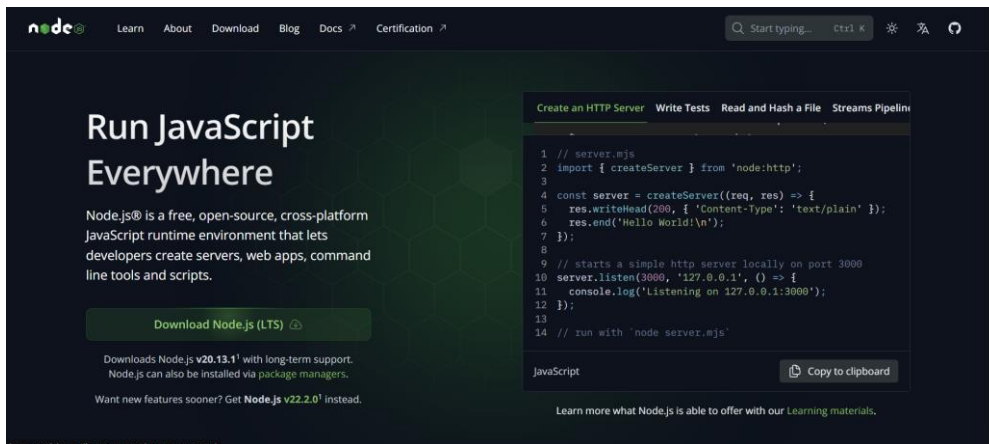 node
Learn About Download Blog Docs Certification
Start typing... Ctrl K
Run JavaScript
Everywhere
Node.js® is a free, open-source, cross-platform
JavaScript runtime environment that lets
developers create servers, web apps, command
line tools and scripts.
Download Node.js (LTS)
Downloads Node.js v20.13.1¹ with long-term support.
Node.js can also be installed via package managers.
Want new features sooner? Get Node.js v22.2.0¹ instead.
Create an HTTP Server Write Tests Read and Hash a File Streams Pipeline
1 // server.mjs
2 import { createServer } from 'node:http';
3
4 const server = createServer((req, res) => {
5 res.writeHead(200, { 'Content-Type': 'text/plain' });
6 res.end('Hello World!\n');
7 });
8
9 // starts a simple http server locally on port 3000
10 server.listen(3000, '127.0.0.1', () => {
11 console.log('Listening on 127.0.0.1:3000');
12 });
13
14 // run with `node server.mjs`
JavaScript
Copy to clipboard
Learn more what Node.js is able to offer with our Learning materials.